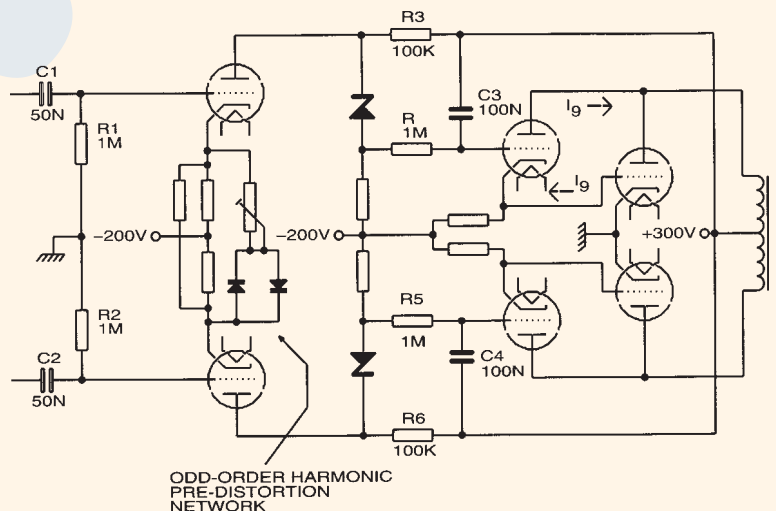 R3
100K
C1
50N
R1
1M
C3
100N
I9 →
R
1M
←I9
-200V
-200V
+300V
R2
1M
R5
1M
C2
50N
C4
100N
R6
100K
ODD-ORDER HARMONIC
PRE-DISTORTION
NETWORK